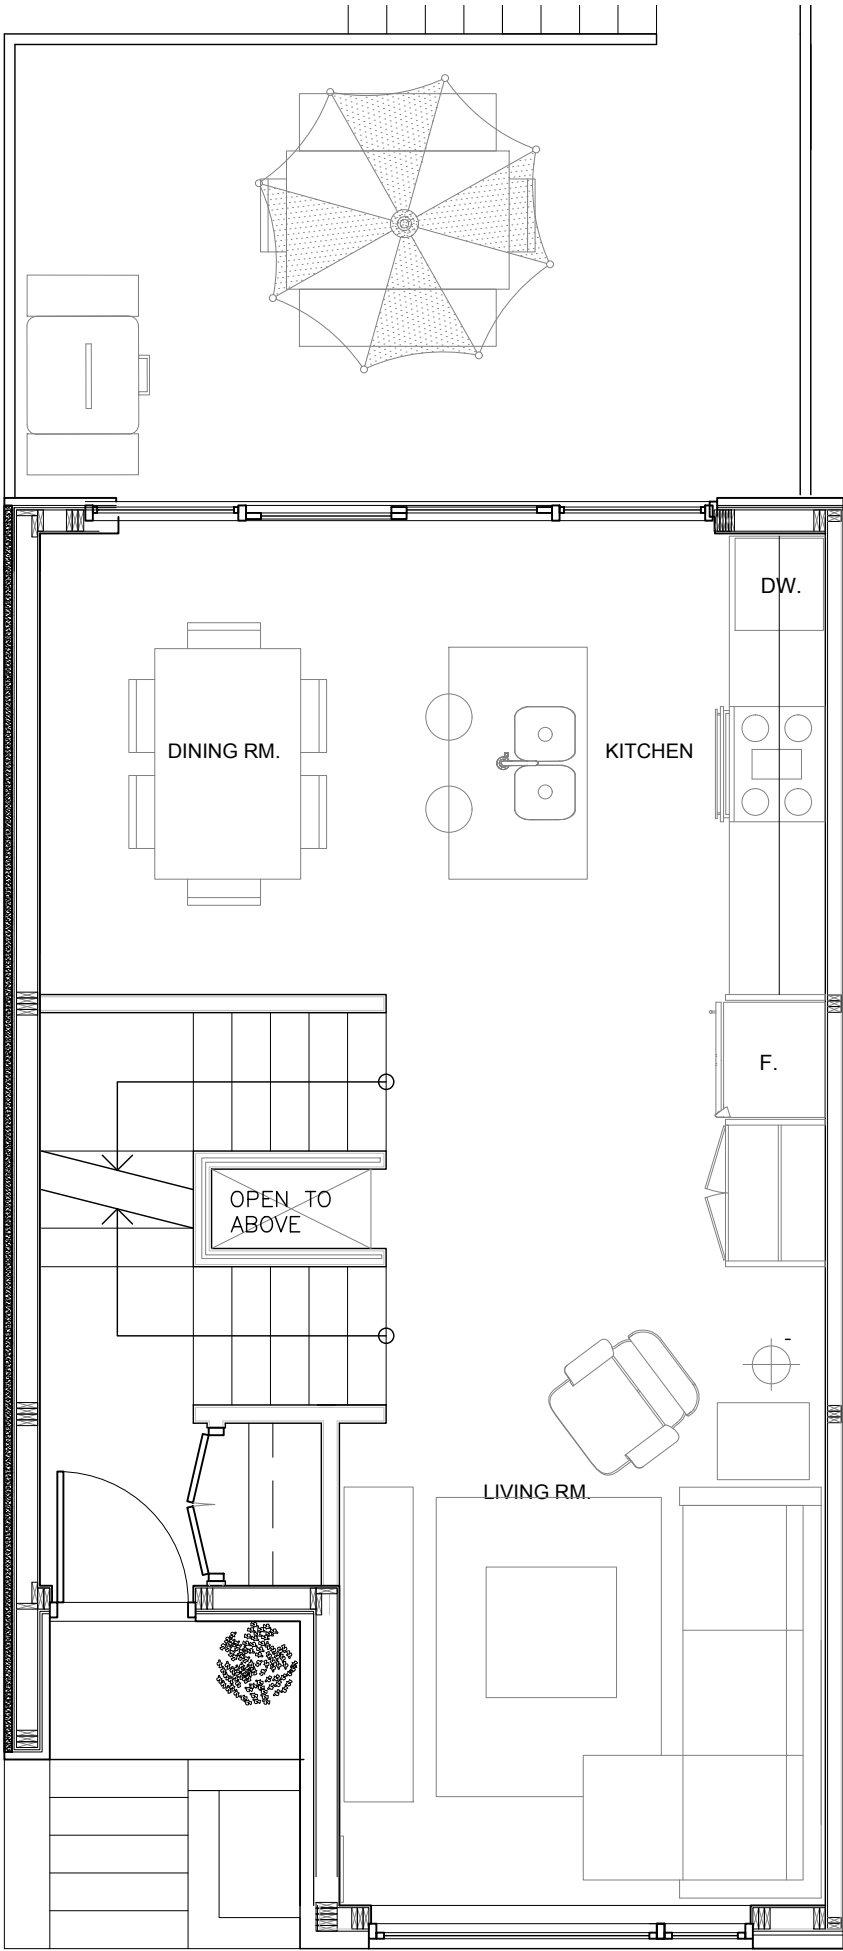 DW.
DINING RM.
KITCHEN
F.
OPEN TO
ABOVE
LIVING RM.